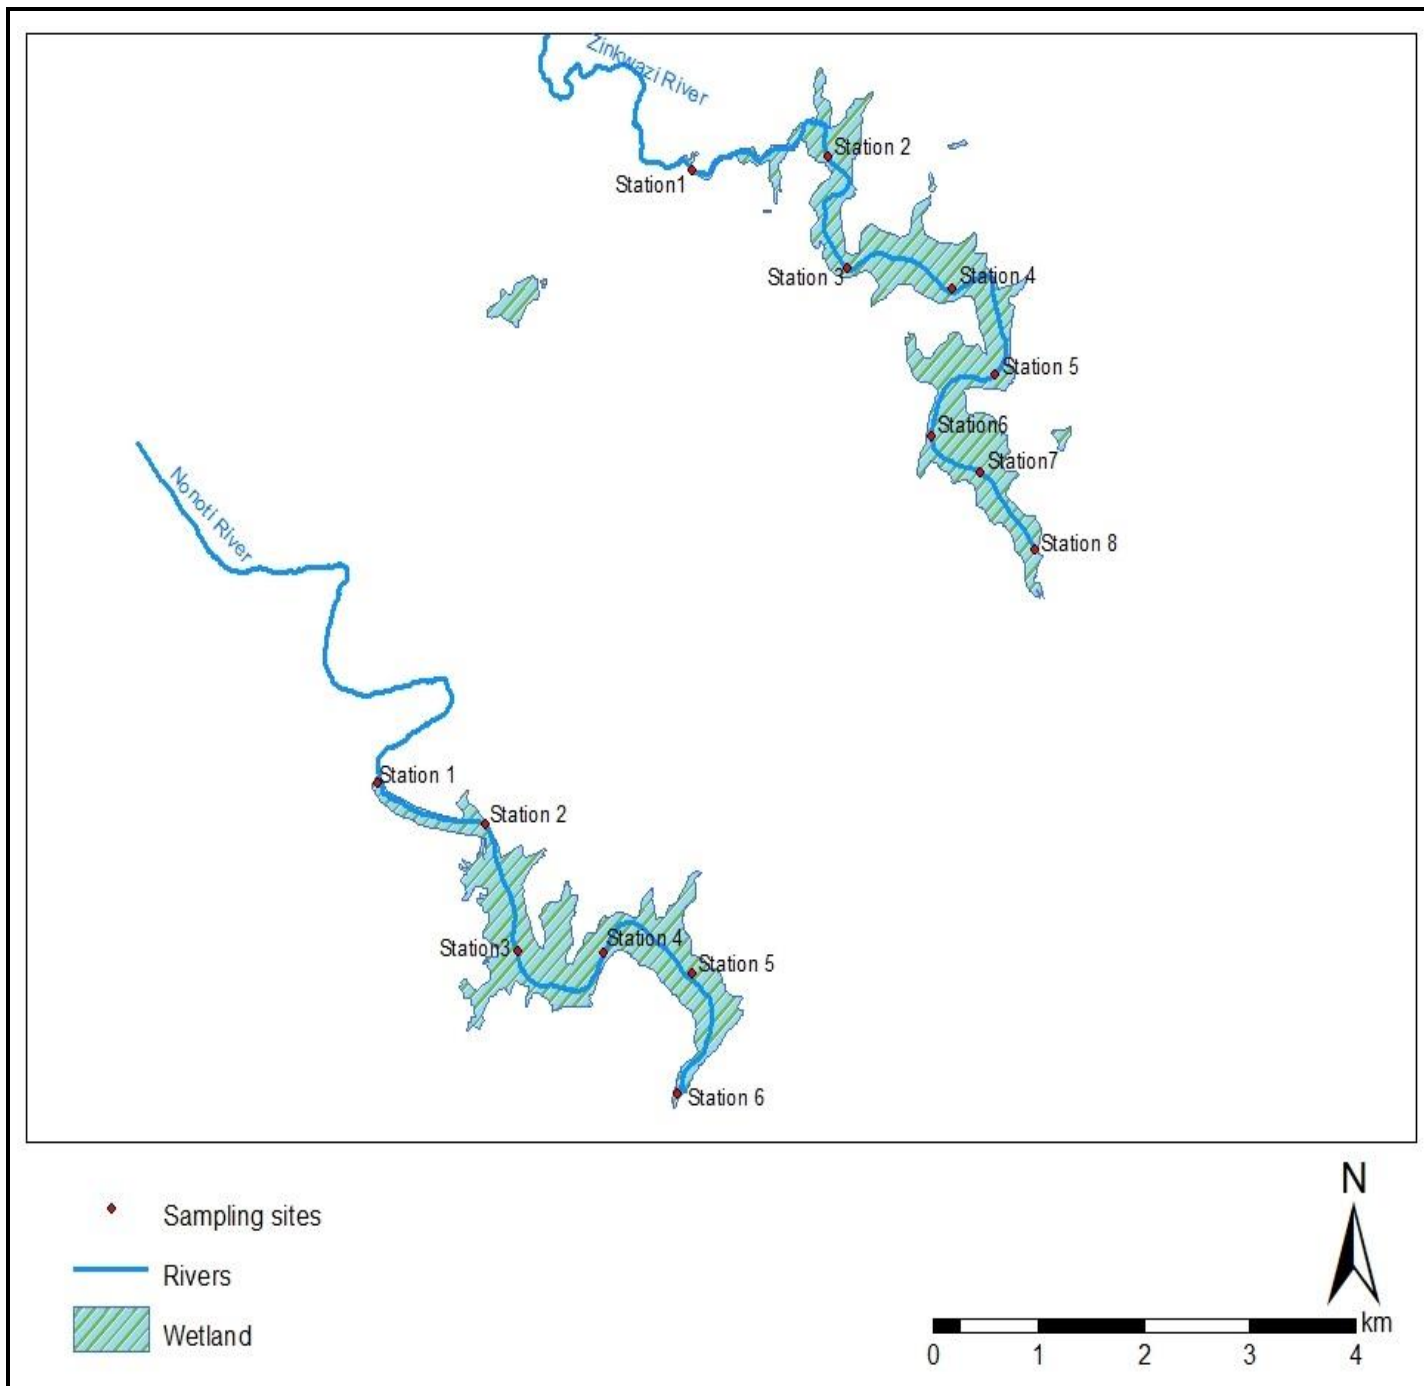 Zinkwazi River
Station 2
Station1
Station 3
Station 4
Station 5
Station6
Station7
Station 8
Nonoti River
Station 1
Station 2
Station3
Station 4
Station 5
Station 6
Sampling sites
Rivers
Wetland
N
km
0 1 2 3 4